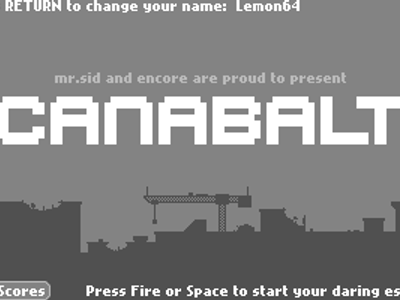 RETURN to change your name: Lemon64
mr.sid and encore are proud to present
CANABALT
Scores
Press Fire or Space to start your daring es